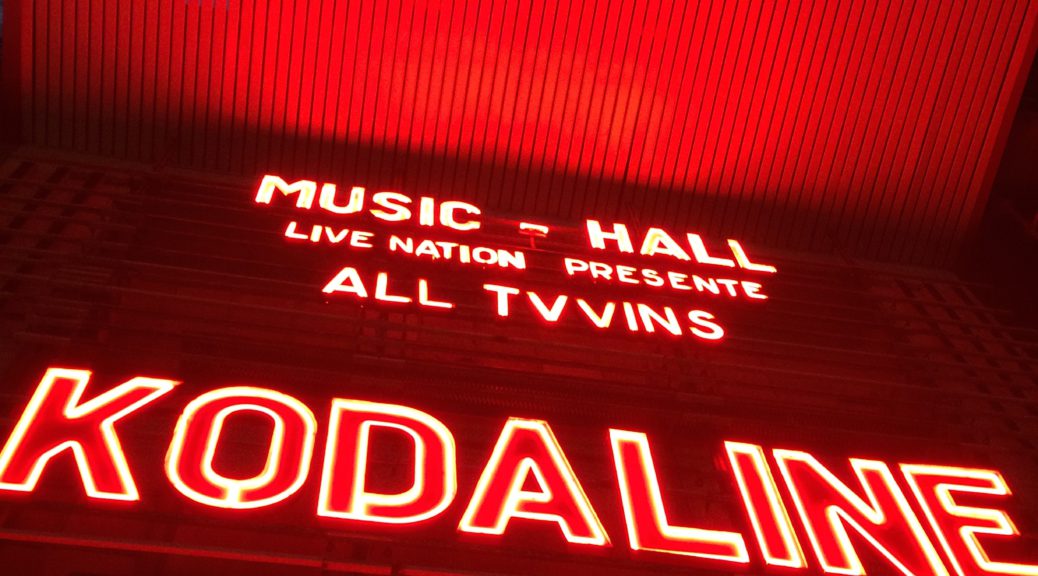 MUSIC - HALL
LIVE NATION PRESENTE
ALL TVVINS
KODALINE